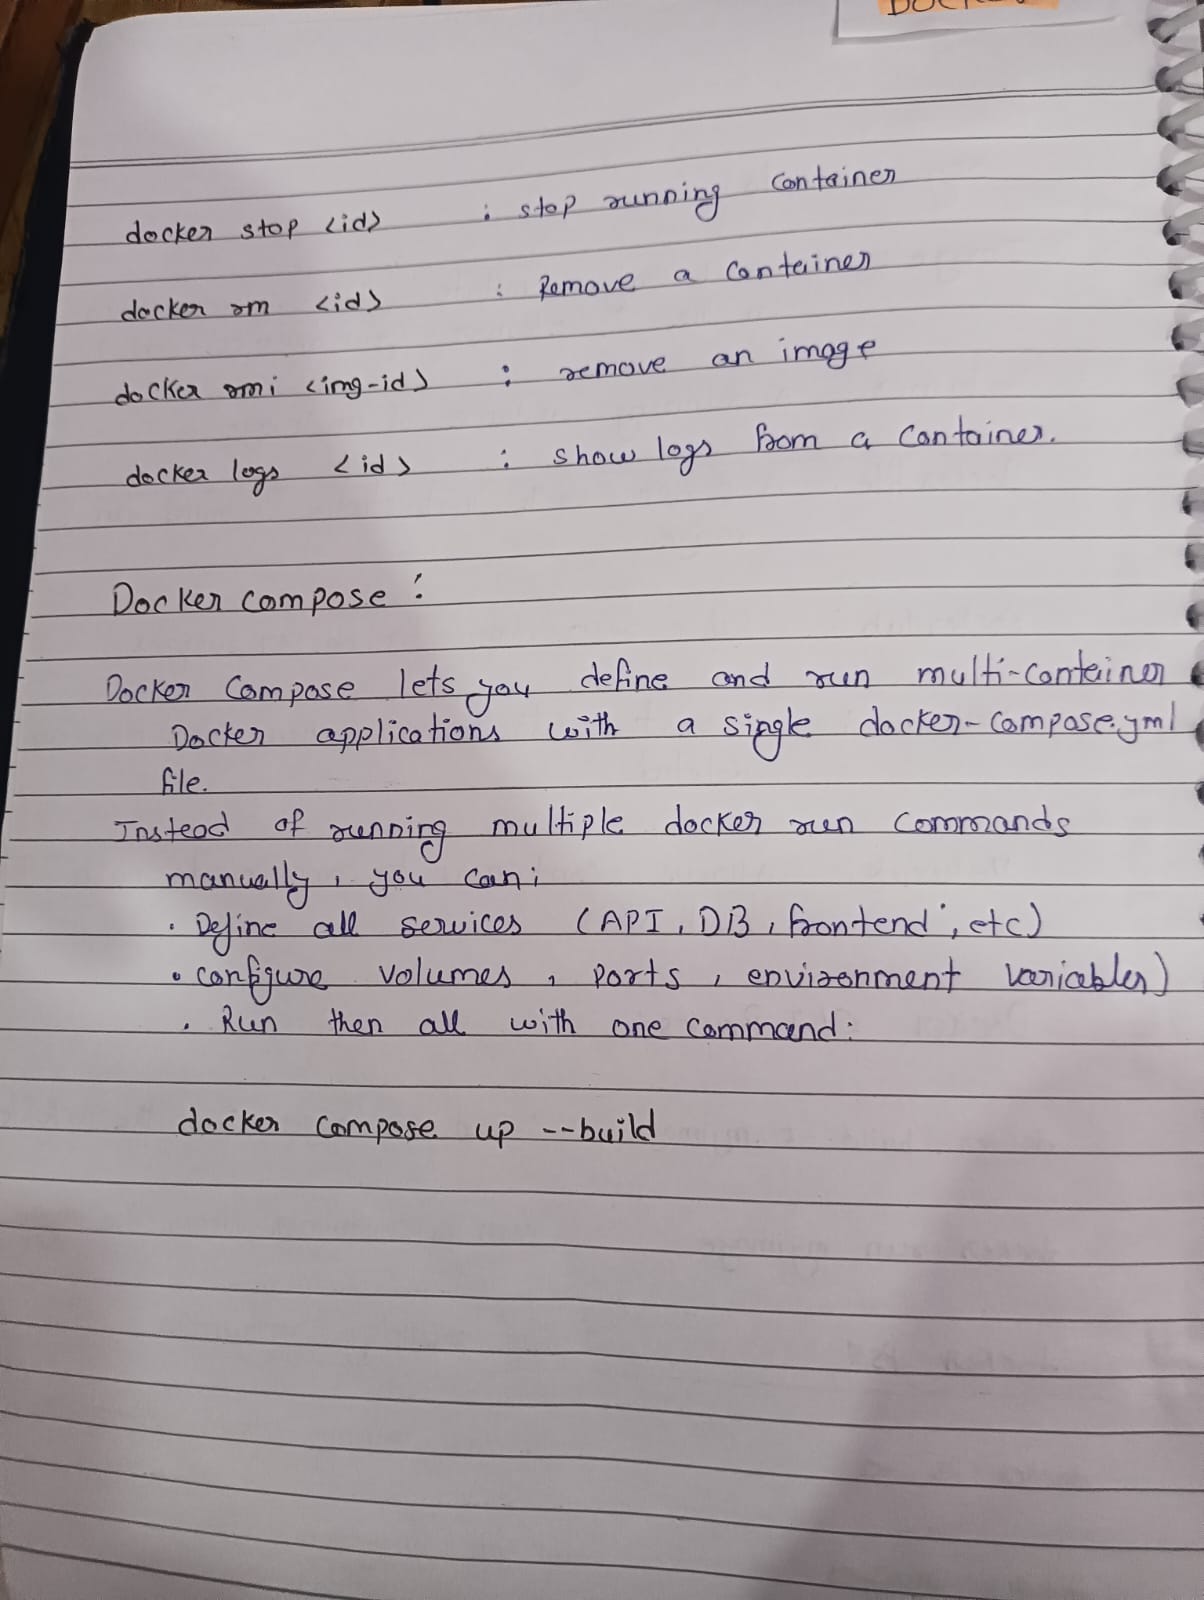 docker stop <id> : stop running container
docker rm <id> : Remove a container
docker rmi <img-id> : remove an image
docker logs <id> : show logs from a container.
Docker compose :
Docker Compose lets you define and run multi-container
Docker applications with a single docker-compose.yml
file.
Instead of running multiple docker run commands
manually, you can;
· Define all services (API, DB, frontend, etc)
• configure volumes, ports, environment variables)
· Run then all with one command:
docker compose up --build